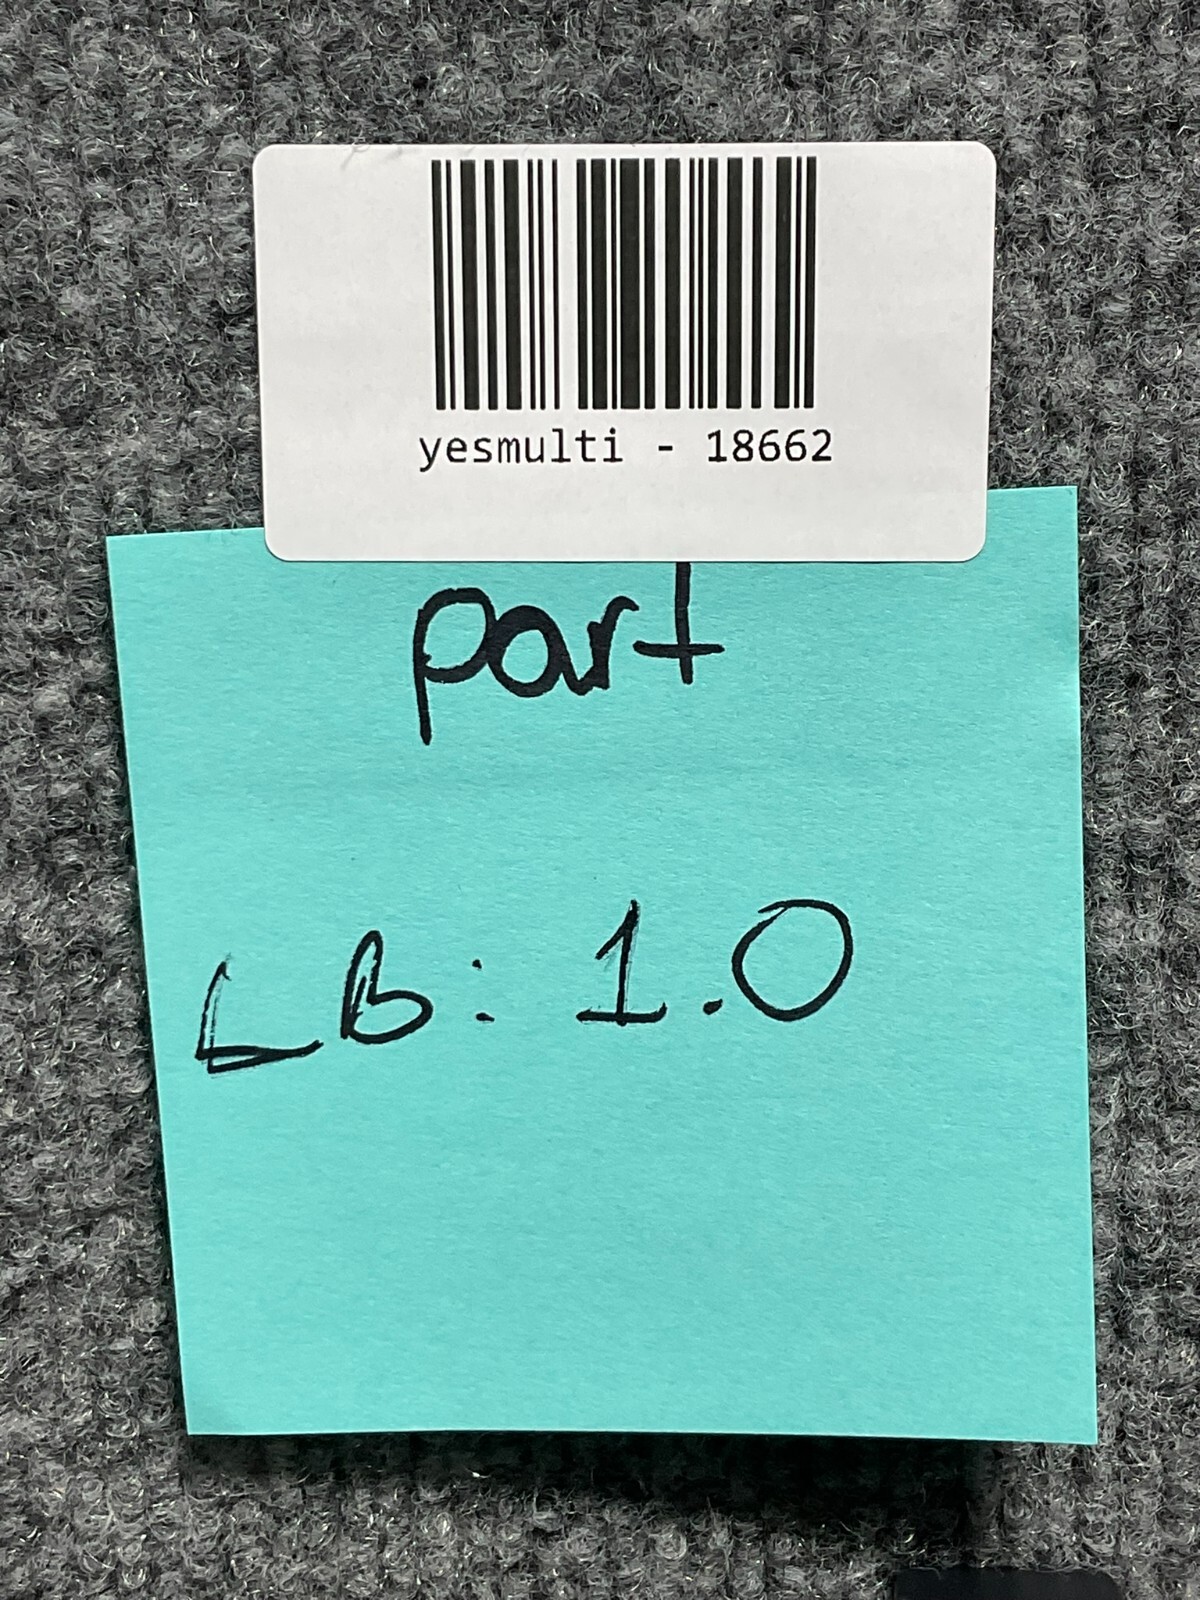 yesmulti - 18662
part
LB: 1.0